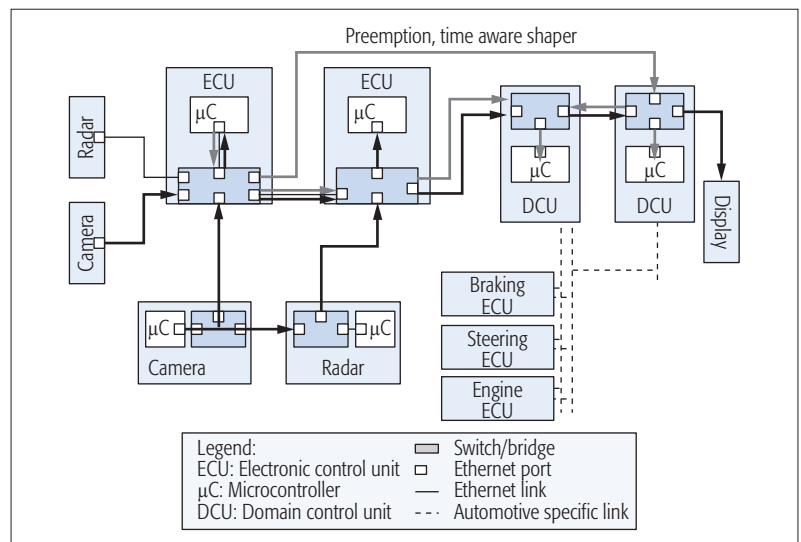 Preemption, time aware shaper
ECU
ECU
μC
μC
Radar
Camera
μC
μC
DCU
DCU
Display
Braking
ECU
Steering
ECU
Engine
ECU
μC
Camera
μC
Radar
Legend:
ECU: Electronic control unit
μC: Microcontroller
DCU: Domain control unit
Switch/bridge
Ethernet port
Ethernet link
Automotive specific link